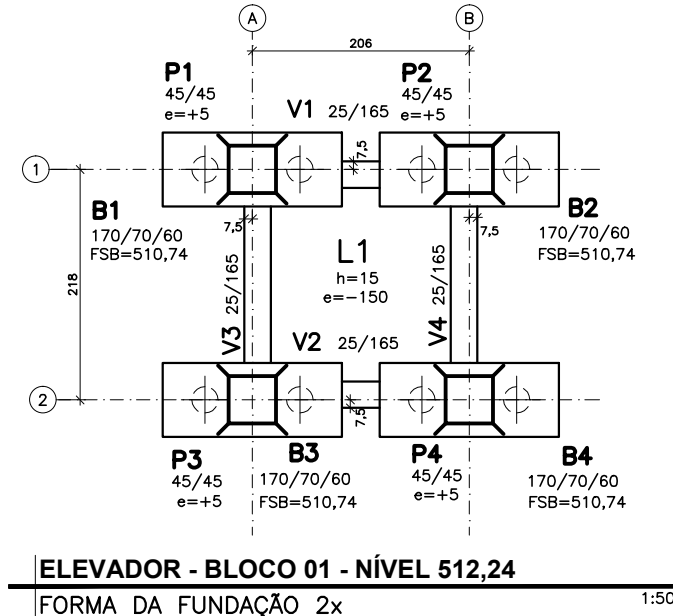 A
B
206
P1
45/45
e=+5
V1 25/165
P2
45/45
e=+5
7,5
1
B1
170/70/60
FSB=510,74
7,5
B2
170/70/60
FSB=510,74
7,5
218
25/165
V3
L1
h=15
e=-150
25/165
V4
V2 25/165
2
7,5
P3
45/45
e=+5
B3
170/70/60
FSB=510,74
P4
45/45
e=+5
B4
170/70/60
FSB=510,74
ELEVADOR - BLOCO 01 - NÍVEL 512,24
FORMA DA FUNDAÇÃO 2x
1:50